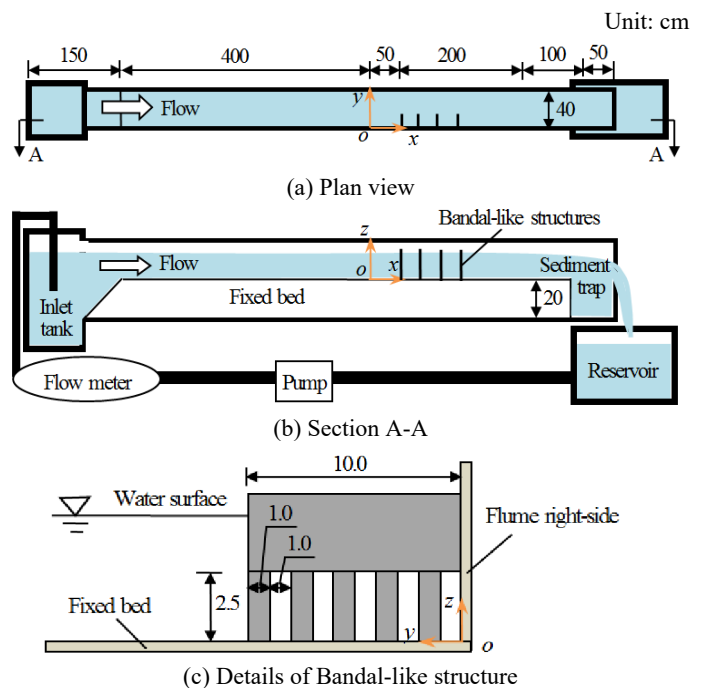 Unit: cm
150 400 50 200 100 50
Flow
y
40
o x
A A
(a) Plan view
Bandal-like structures
z
Flow
o x
Sediment
trap
Inlet
tank
Fixed bed
20
Flow meter
Pump
Reservoir
(b) Section A-A
10.0
Water surface
1.0
Flume right-side
1.0
2.5
Fixed bed
z
y
o
(c) Details of Bandal-like structure